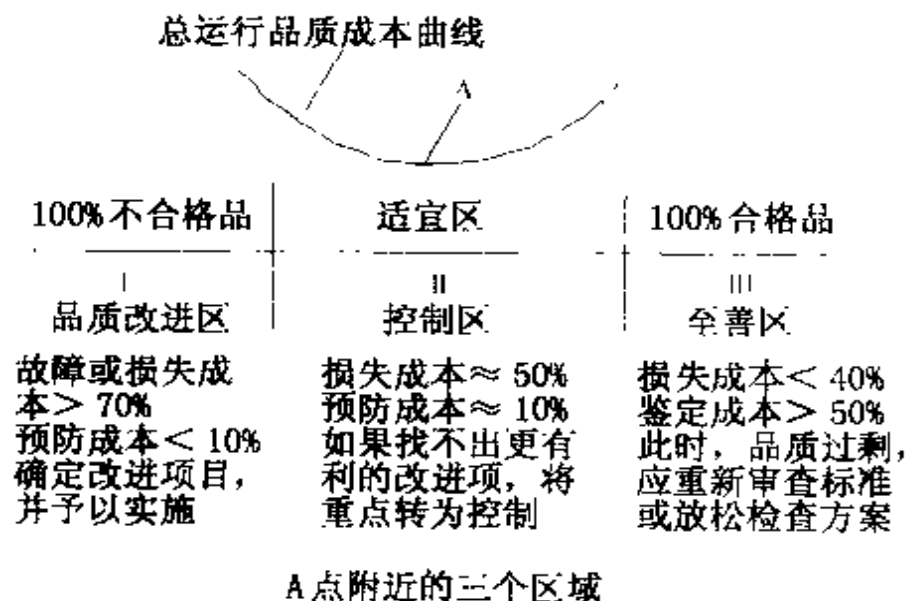 总运行品质成本曲线
A
100%不合格品
适宜区
100%合格品
I
II
III
品质改进区
控制区
至善区
故障或损失成
本＞70%
预防成本＜10%
确定改进项目，
并予以实施
损失成本≈50%
预防成本≈10%
如果找不出更有
利的改进项，将
重点转为控制
损失成本＜40%
鉴定成本＞50%
此时，品质过剩，
应重新审查标准
或放松检查方案
A点附近的三个区域